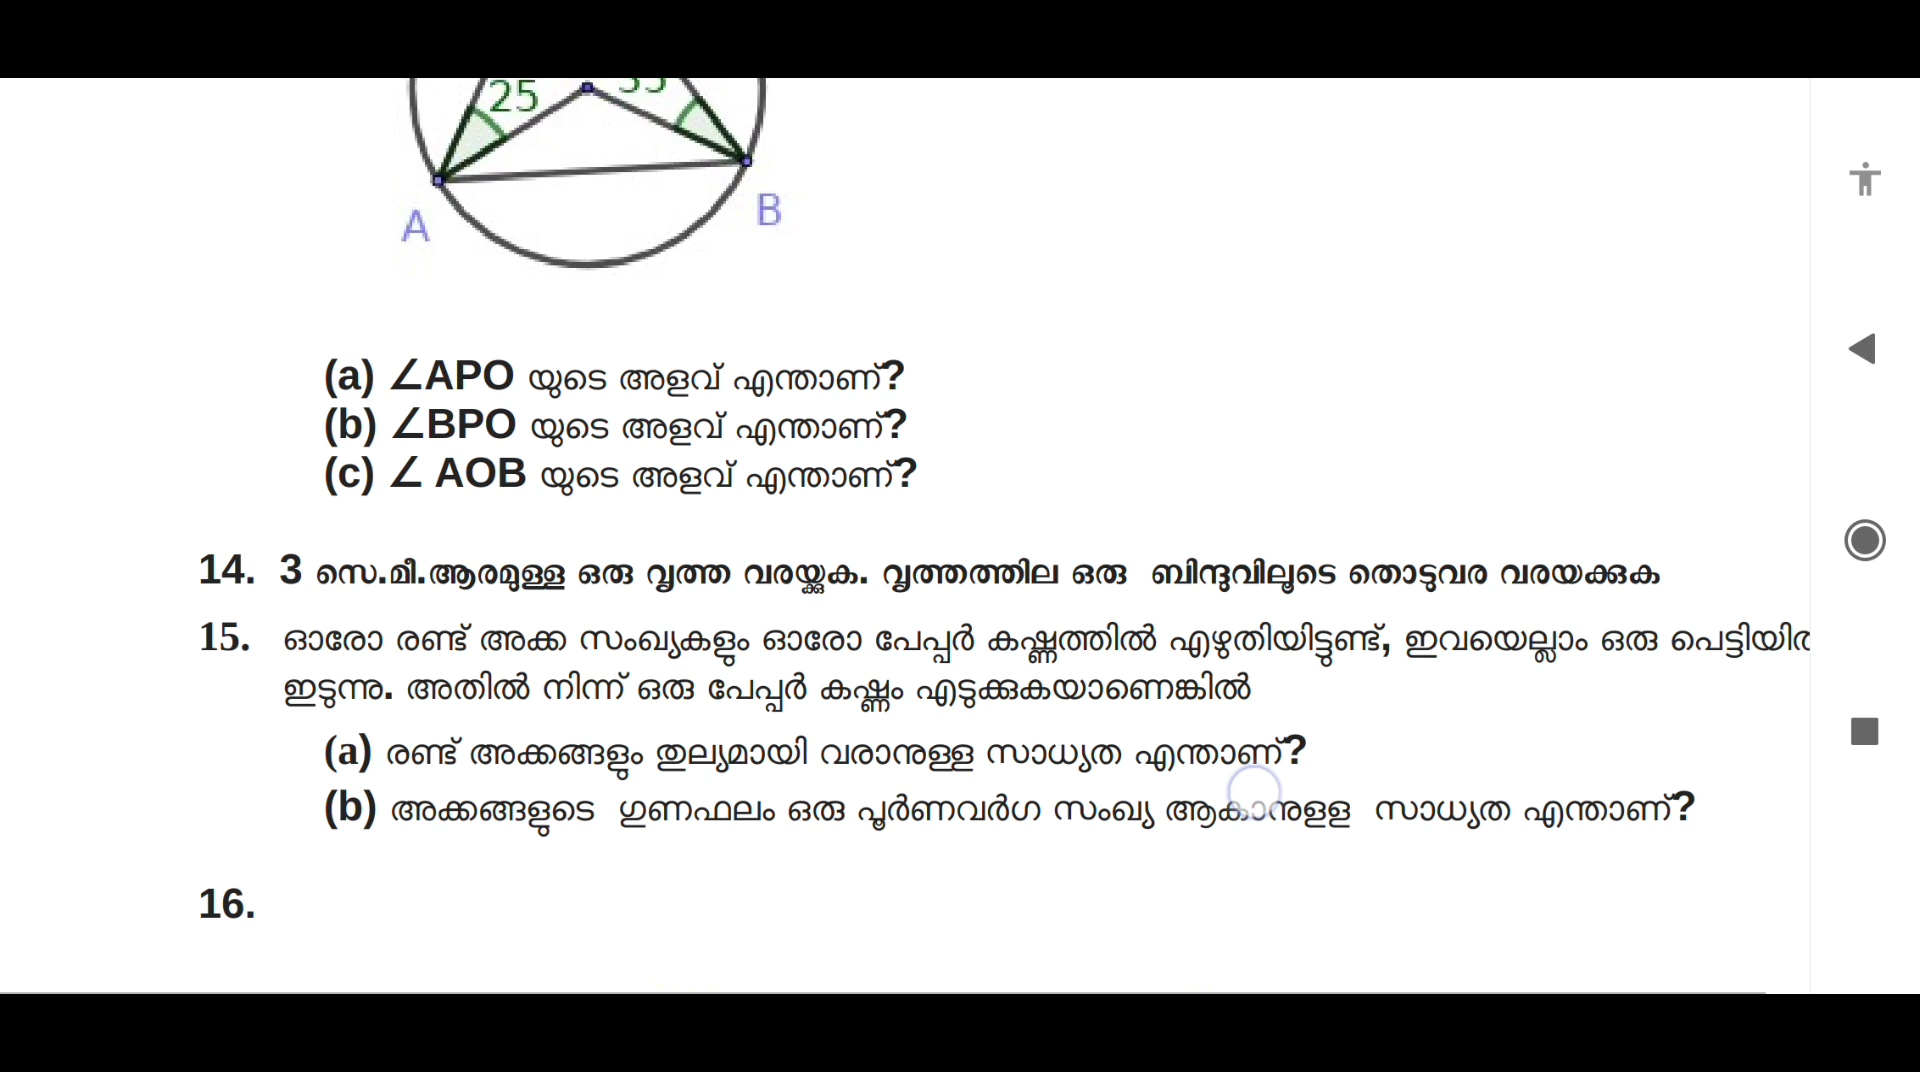 25
A
B
(a) ∠APO യുടെ അളവ് എന്താണ്?
(b) ∠BPO യുടെ അളവ് എന്താണ്?
(c) ∠ AOB യുടെ അളവ് എന്താണ്?
14. 3 സെ.മീ.ആരമുള്ള ഒരു വൃത്ത വരയ്ക്കുക. വൃത്തത്തില ഒരു ബിന്ദുവിലൂടെ തൊടുവര വരയക്കുക
15. ഓരോ രണ്ട് അക്ക സംഖ്യകളും ഓരോ പേപ്പർ കഷ്ണത്തിൽ എഴുതിയിട്ടുണ്ട്, ഇവയെല്ലാം ഒരു
ഇടുന്നു. അതിൽ നിന്ന് ഒരു പേപ്പർ കഷ്ണം എടുക്കുകയാണെങ്കിൽ
(a) രണ്ട് അക്കങ്ങളും തുല്യമായി വരാനുള്ള സാധ്യത എന്താണ്?
(b) അക്കങ്ങളുടെ ഗുണഫലം ഒരു പൂർണവർഗ സംഖ്യ ആകാനുളള സാധ്യത എന്താണ്?
16.